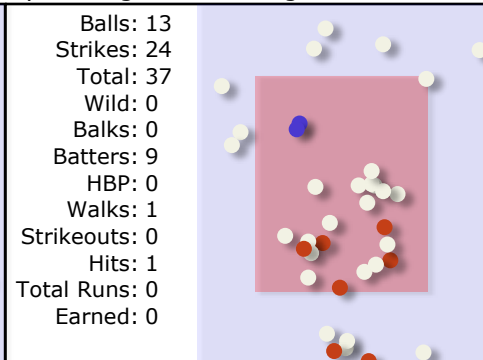 Balls: 13
Strikes: 24
Total: 37
Wild: 0
Balks: 0
Batters: 9
HBP: 0
Walks: 1
Strikeouts: 0
Hits: 1
Total Runs: 0
Earned: 0